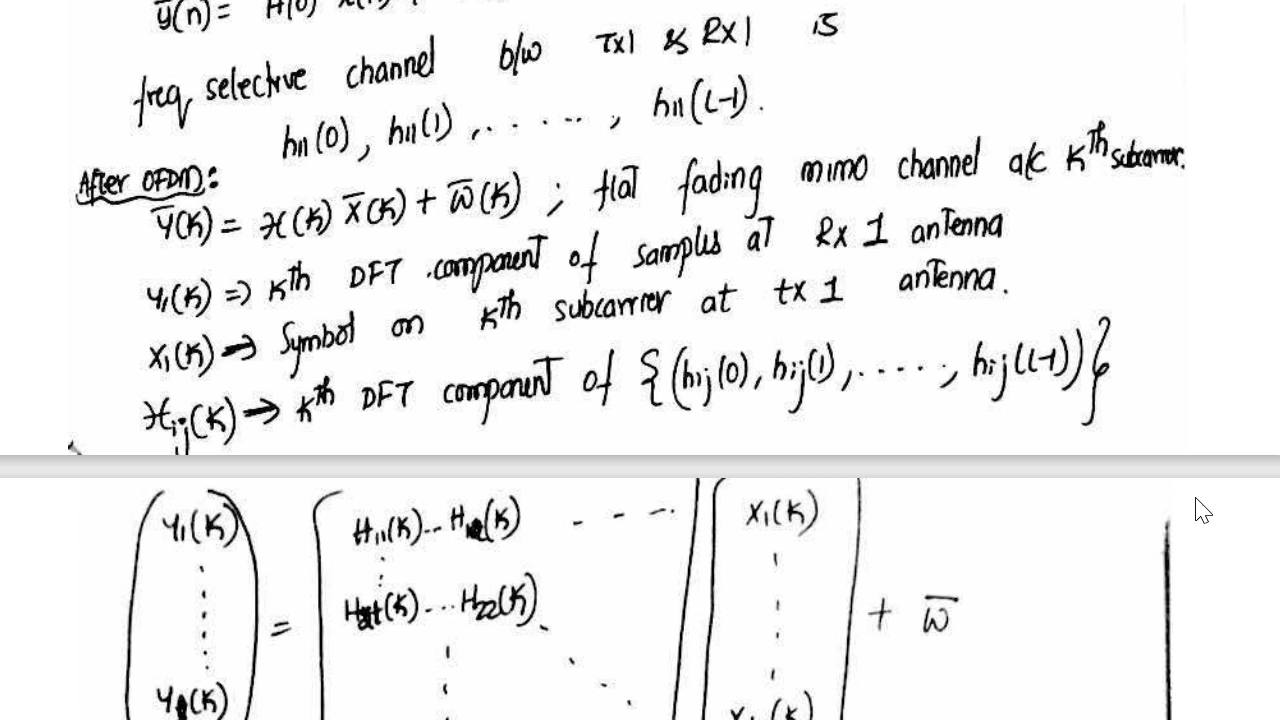 ȳ(n) = H(0)
freq selective channel b/w Tx1 & Rx1 is
h11(0), h11(1), ......, h11(L-1).
After OFDM:
Ȳ(K) = H(K) X̄(K) + W̄(K) ; flat fading mimo channel a/c Kth subcarrier.
Y1(K) => Kth DFT component of samples at Rx 1 antenna
X1(K) → Symbol on Kth subcarrier at tx 1 antenna.
Hij(K) → Kth DFT component of {(hij(0), hij(1), ....., hij(L-1))}
Y1(K) = H11(K)... H12(K) - - - X1(K)
H21(K)... H22(K) + W̄